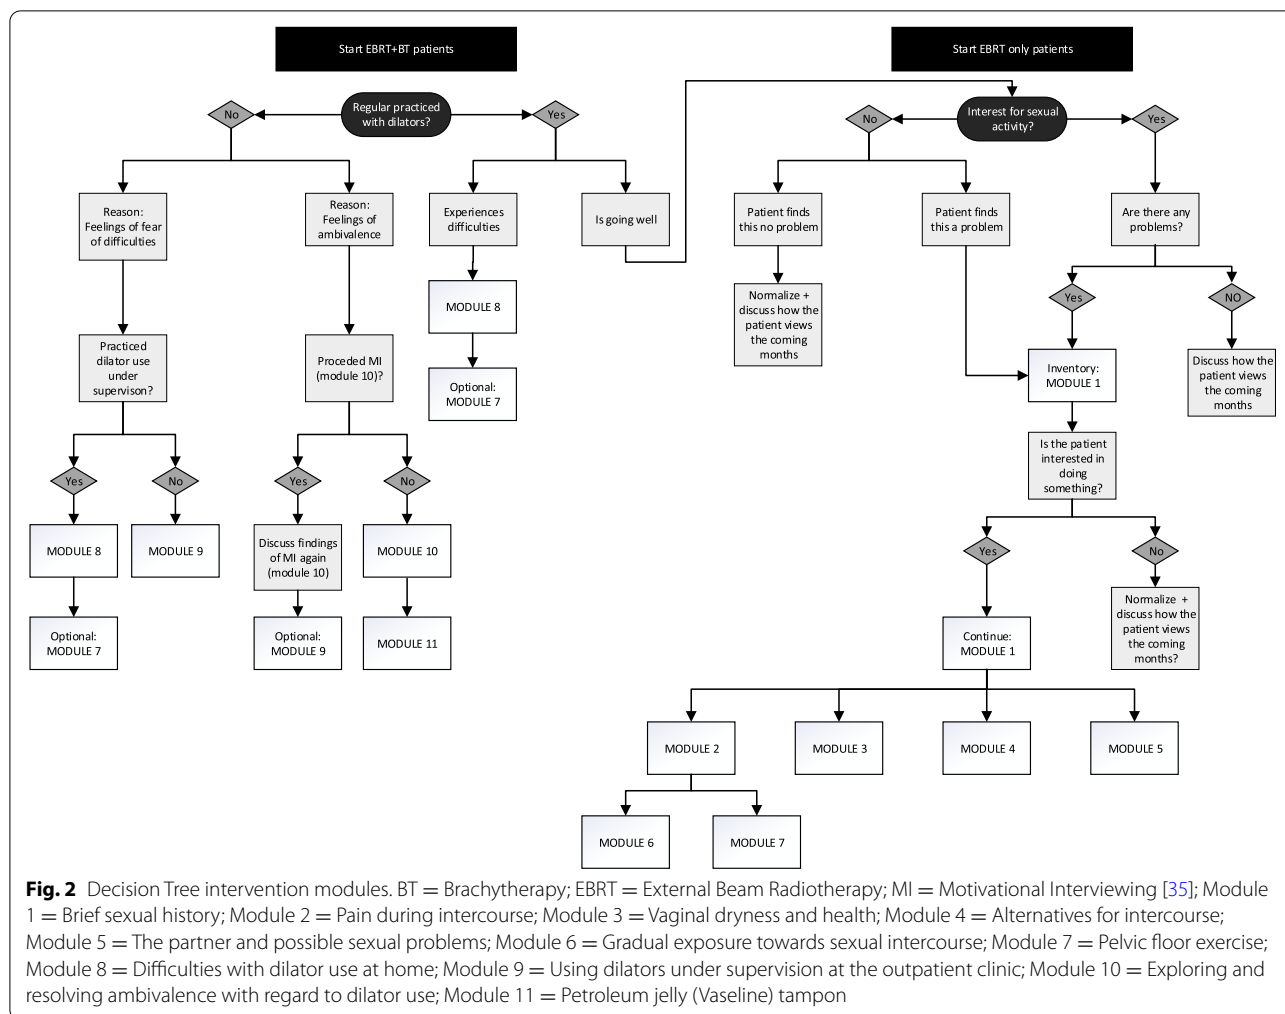 Start EBRT+BT patients
Start EBRT only patients
Regular practiced
with dilators?
No
Yes
Interest for sexual
activity?
No
Yes
Reason:
Feelings of fear
of difficulties
Reason:
Feelings of
ambivalence
Experiences
difficulties
Is going well
Patient finds
this no problem
Patient finds
this a problem
Are there any
problems?
Yes
NO
MODULE 8
Normalize +
discuss how the
patient views
the coming
months
Practiced
dilator use
under
supervison?
Proceded MI
(module 10)?
Optional:
MODULE 7
Inventory:
MODULE 1
Discuss how the
patient views
the coming
months
Is the patient
interested in
doing
something?
Yes
No
Yes
No
MODULE 8
MODULE 9
Discuss findings
of MI again
(module 10)
MODULE 10
Yes
No
Optional:
MODULE 7
Optional:
MODULE 9
MODULE 11
Continue:
MODULE 1
Normalize +
discuss how the
patient views
the coming
months?
MODULE 2
MODULE 3
MODULE 4
MODULE 5
MODULE 6
MODULE 7
Fig. 2 Decision Tree intervention modules. BT = Brachytherapy; EBRT = External Beam Radiotherapy; MI = Motivational Interviewing [35]; Module
1 = Brief sexual history; Module 2 = Pain during intercourse; Module 3 = Vaginal dryness and health; Module 4 = Alternatives for intercourse;
Module 5 = The partner and possible sexual problems; Module 6 = Gradual exposure towards sexual intercourse; Module 7 = Pelvic floor exercise;
Module 8 = Difficulties with dilator use at home; Module 9 = Using dilators under supervision at the outpatient clinic; Module 10 = Exploring and
resolving ambivalence with regard to dilator use; Module 11 = Petroleum jelly (Vaseline) tampon